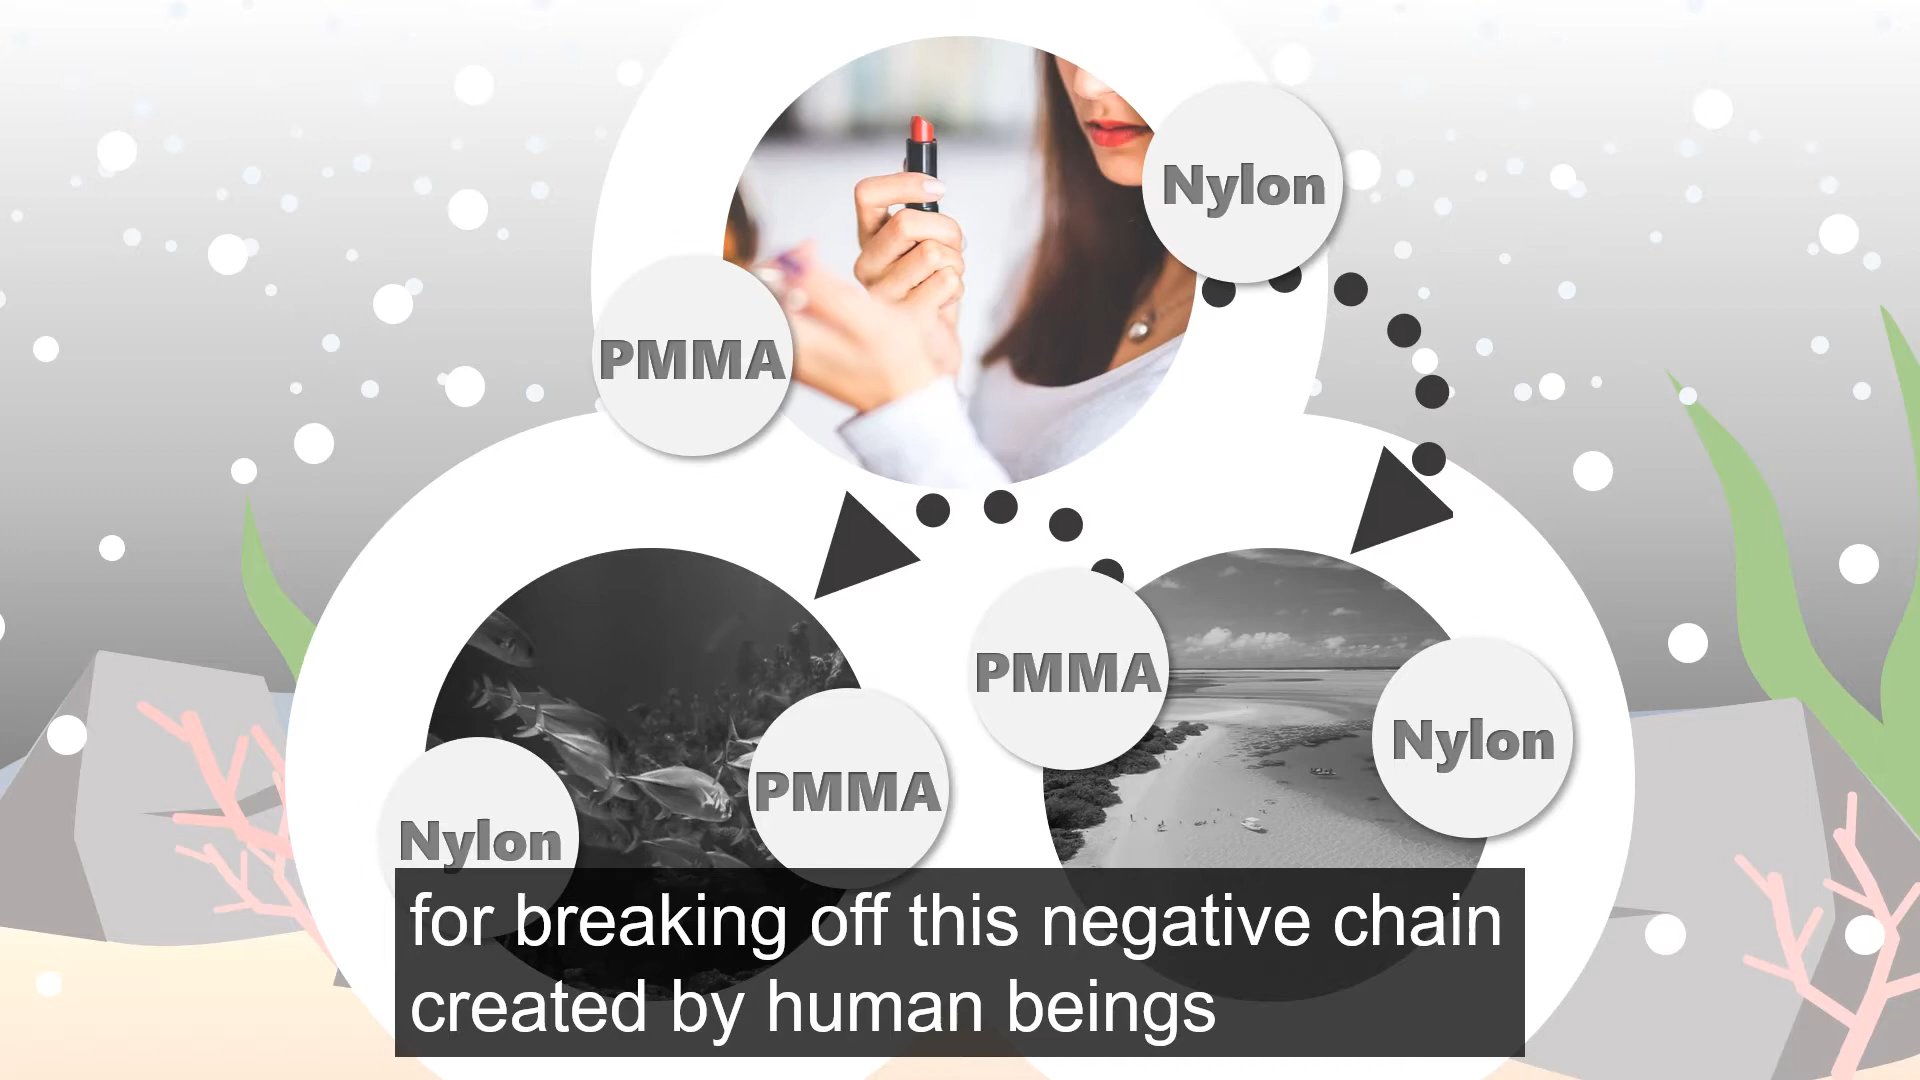 Nylon
PMMA
PMMA
Nylon
PMMA
Nylon
for breaking off this negative chain
created by human beings